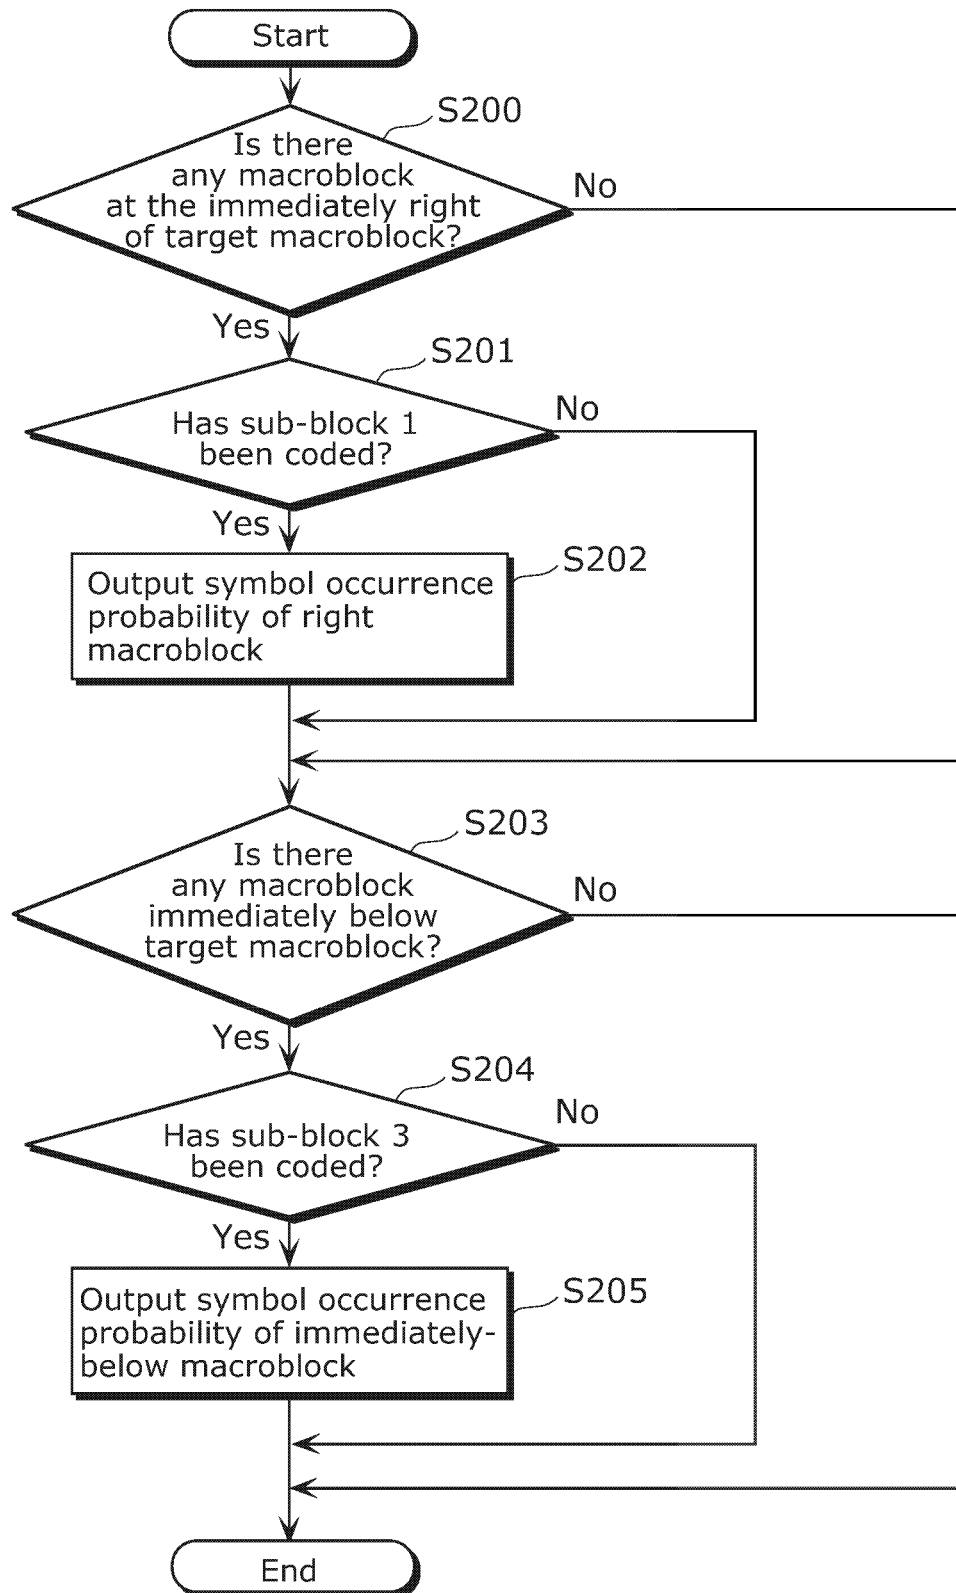 Start
S200
Is there
any macroblock
at the immediately right
of target macroblock?
No
Yes
S201
Has sub-block 1
been coded?
No
Yes
S202
Output symbol occurrence
probability of right
macroblock
S203
Is there
any macroblock
immediately below
target macroblock?
No
Yes
S204
Has sub-block 3
been coded?
No
Yes
S205
Output symbol occurrence
probability of immediately-
below macroblock
End